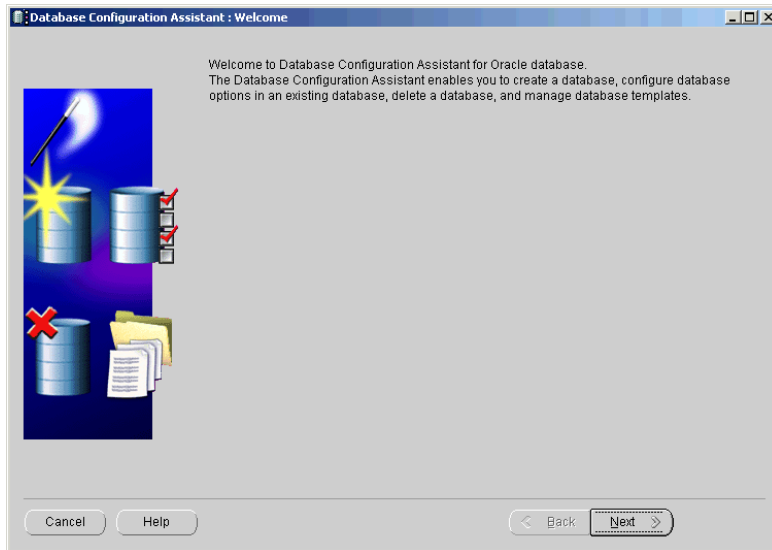 Database Configuration Assistant : Welcome
Welcome to Database Configuration Assistant for Oracle database.
The Database Configuration Assistant enables you to create a database, configure database
options in an existing database, delete a database, and manage database templates.
Cancel
Help
Back
Next